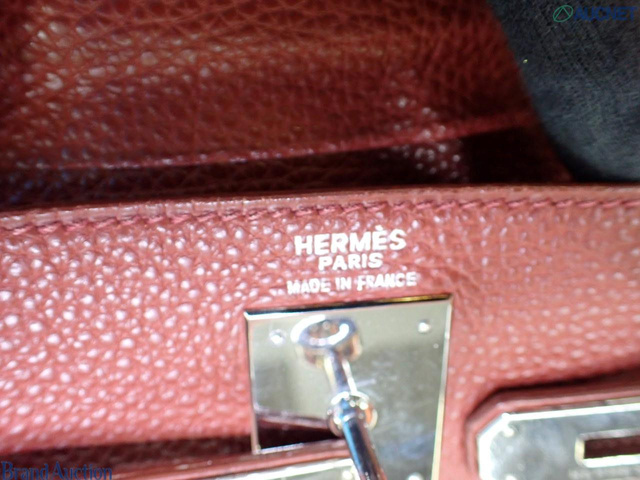 HERMÈS
PARIS
MADE IN FRANCE
Brand Auction